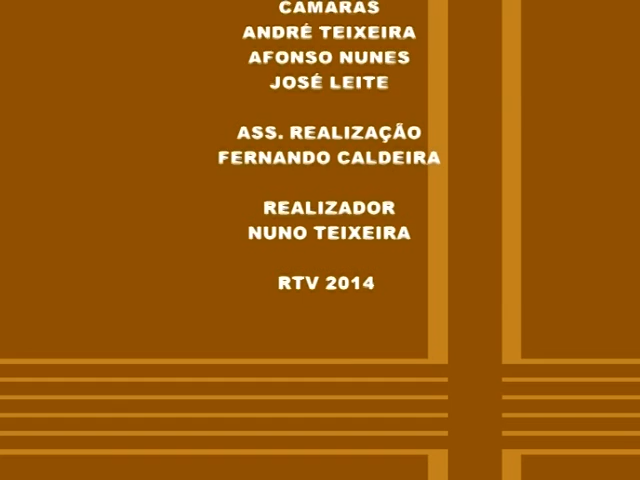 CAMARAS
ANDRÉ TEIXEIRA
AFONSO NUNES
JOSÉ LEITE
ASS. REALIZAÇÃO
FERNANDO CALDEIRA
REALIZADOR
NUNO TEIXEIRA
RTV 2014